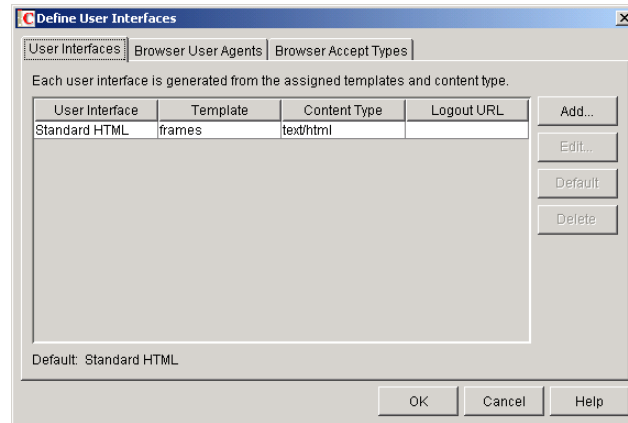 C Define User Interfaces
User Interfaces Browser User Agents Browser Accept Types
Each user interface is generated from the assigned templates and content type.
User Interface Template Content Type Logout URL
Standard HTML frames text/html
Add...
Edit...
Default
Delete
Default: Standard HTML
OK Cancel Help